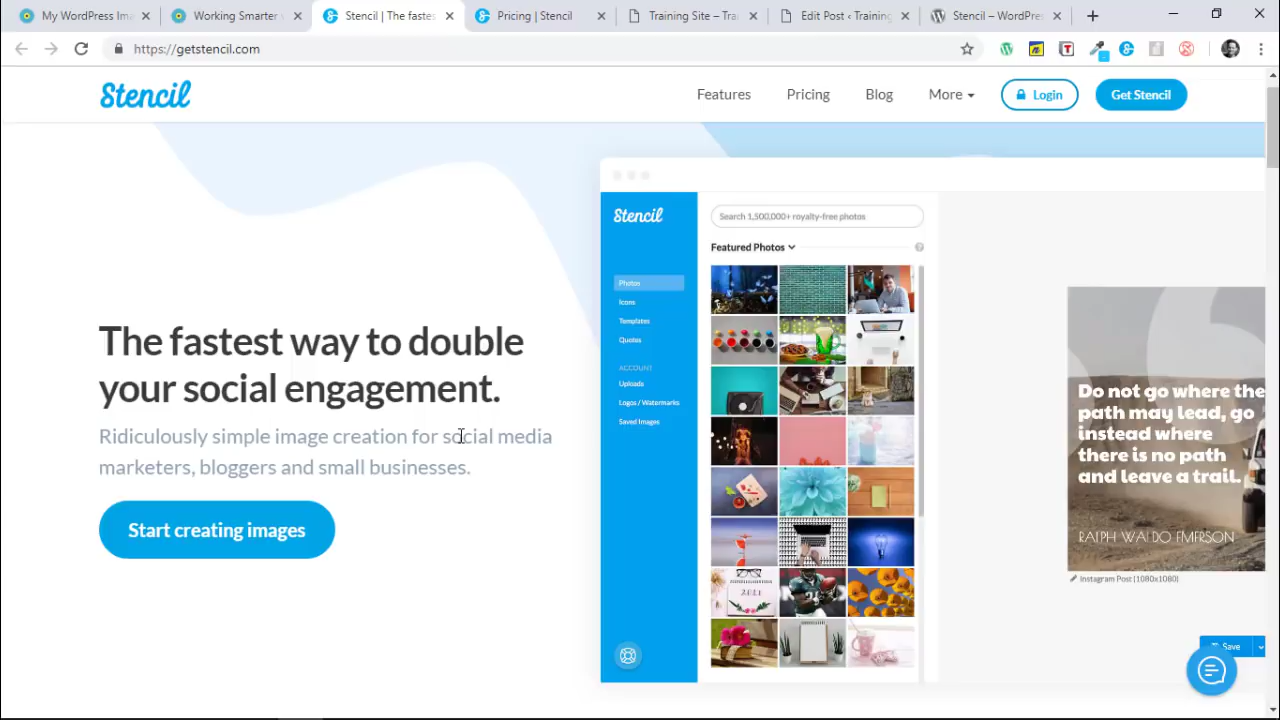 My WordPress Ima
Working Smarter
Stencil | The fastes
Pricing | Stencil
Training Site – Tra
Edit Post ‹ Training
Stencil – WordPres
https://getstencil.com
Stencil
Features
Pricing
Blog
More
Login
Get Stencil
The fastest way to double
your social engagement.
Ridiculously simple image creation for social media
marketers, bloggers and small businesses.
Start creating images
Stencil
Photos
Icons
Templates
Quotes
ACCOUNT
Uploads
Logos / Watermarks
Saved Images
Search 1,500,000+ royalty-free photos
Featured Photos
?
2021
Do not go where the
path may lead, go
instead where
there is no path
and leave a trail.
RALPH WALDO EMERSON
Instagram Post (1080x1080)
Save